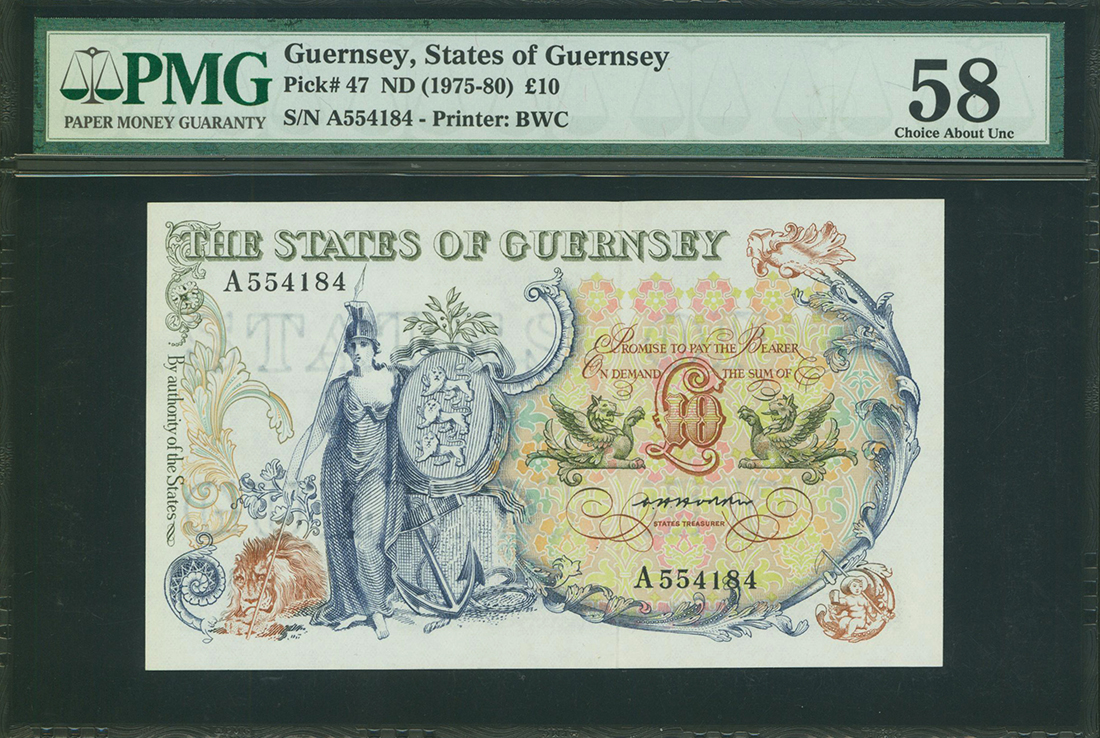 PMG
PAPER MONEY GUARANTY
Guernsey, States of Guernsey
Pick# 47 ND (1975-80) £10
S/N A554184 - Printer: BWC
58
Choice About Unc
THE STATES OF GUERNSEY
A554184
By authority of the States
I PROMISE TO PAY THE BEARER
ON DEMAND THE SUM OF
£10
STATES TREASURER
A554184